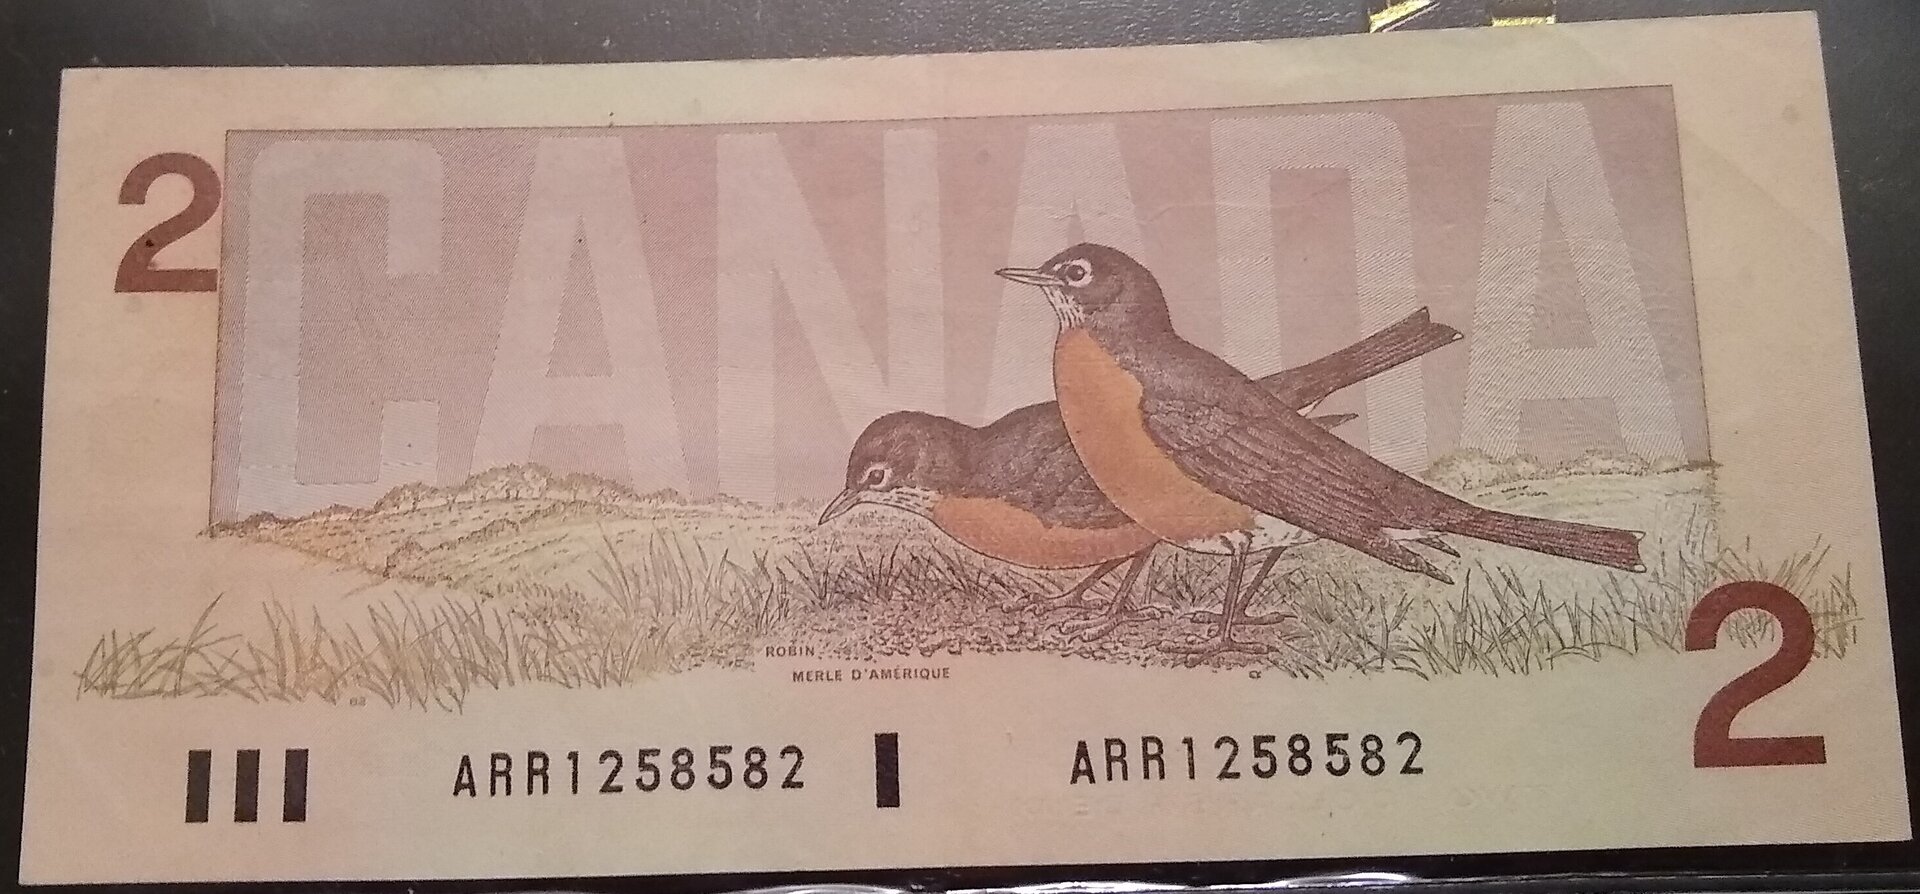 2
CANADA
ROBIN
MERLE D'AMÉRIQUE
2
ARR1258582
ARR1258582